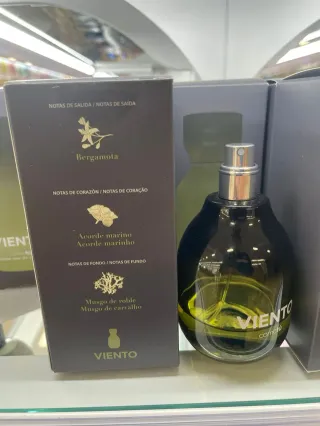 NOTAS DE SALIDA / NOTAS DE SAÍDA
Bergamota
NOTAS DE CORAZÓN / NOTAS DE CORAÇÃO
Acorde marino
Acorde marinho
NOTAS DE FONDO / NOTAS DE FUNDO
Musgo de roble
Musgo de carvalho
VIENTO
VIENTO
VIENTO